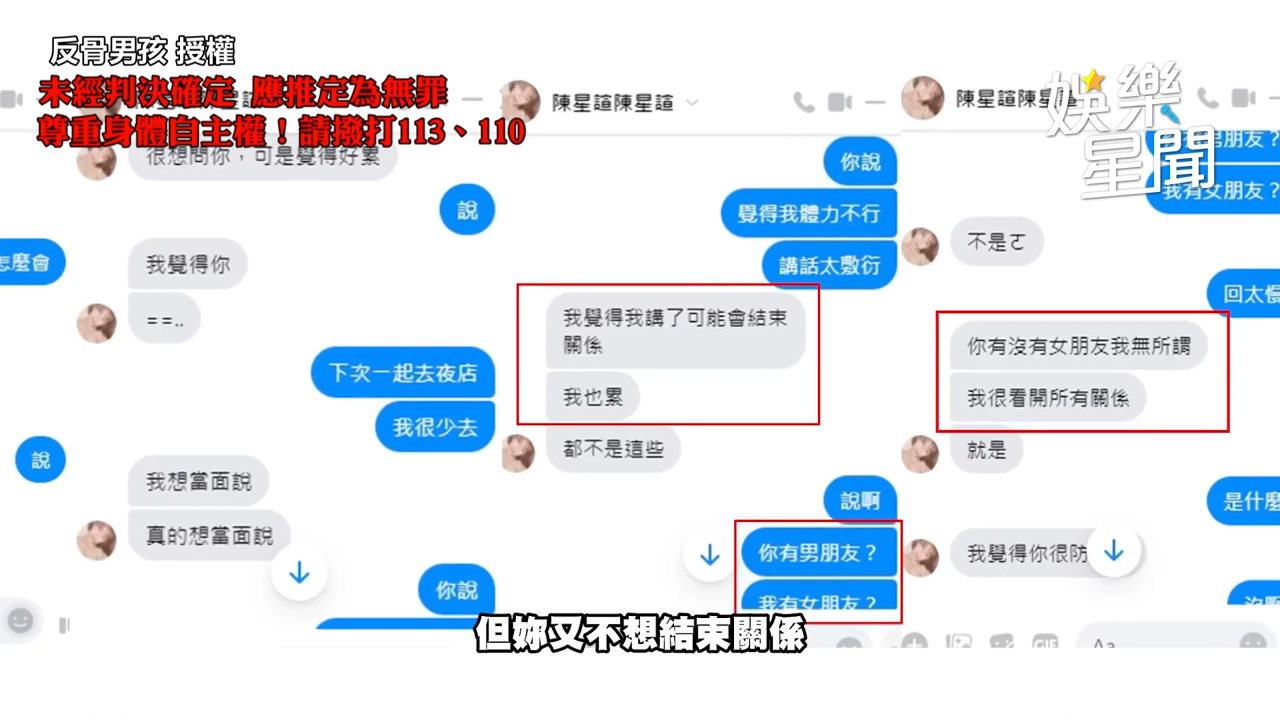 反骨男孩 授權
未經判決確定 應推定為無罪
尊重身體自主權！請撥打113、110
娛樂
星聞
很想問你，可是覺得好累
說
怎麼會
我覺得你
==..
下次一起去夜店
我很少去
說
我想當面說
真的想當面說
你說
陳星諠陳星諠
你說
覺得我體力不行
講話太敷衍
我覺得我講了可能會結束
關係
我也累
都不是這些
說啊
你有男朋友？
我有女朋友？
陳星諠陳星諠
男朋友？
我有女朋友？
不是ㄛ
回太慢
你有沒有女朋友我無所謂
我很看開所有關係
就是
是什麼
我覺得你很防
沒
GIF
Aa
但妳又不想結束關係